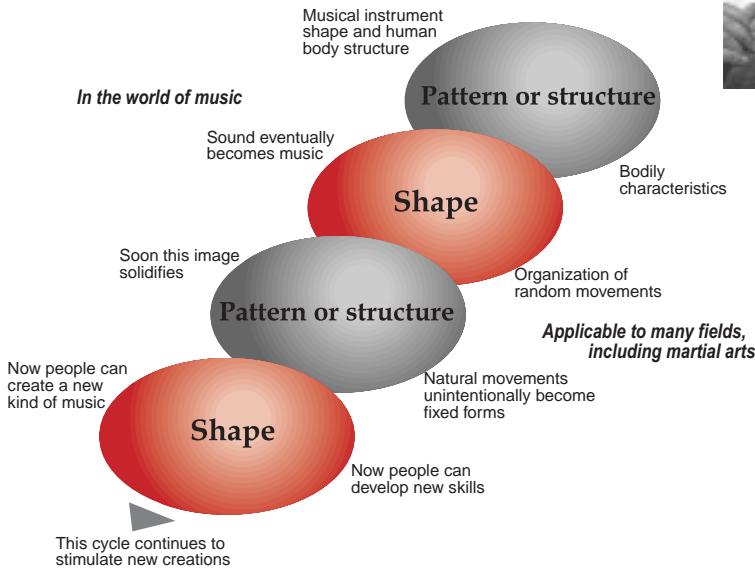 Musical instrument
shape and human
body structure
In the world of music
Pattern or structure
Sound eventually
becomes music
Bodily
characteristics
Shape
Soon this image
solidifies
Organization of
random movements
Pattern or structure
Applicable to many fields,
including martial arts
Now people can
create a new
kind of music
Natural movements
unintentionally become
fixed forms
Shape
Now people can
develop new skills
This cycle continues to
stimulate new creations